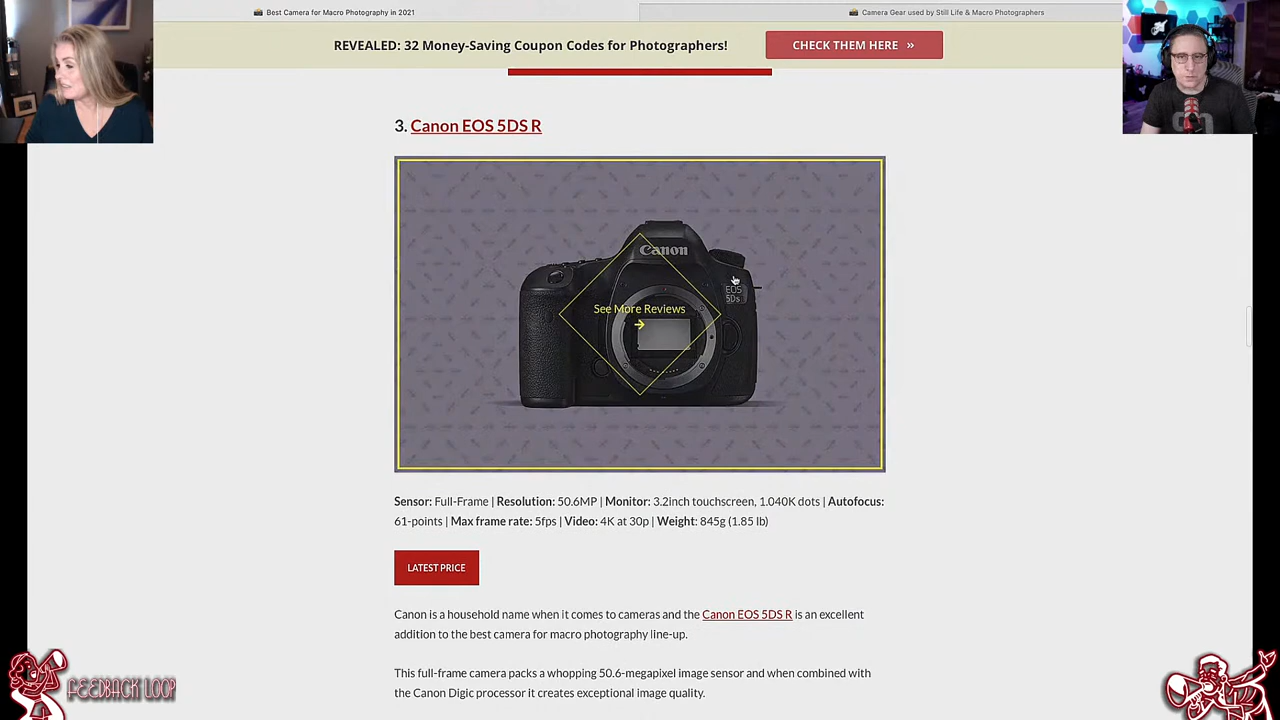 📸 Best Camera for Macro Photography in 2021
📸 Camera Gear used by Still Life & Macro Photographers
REVEALED: 32 Money-Saving Coupon Codes for Photographers!
CHECK THEM HERE »
3. Canon EOS 5DS R
Canon
EOS
5Ds
See More Reviews
→
Sensor: Full-Frame | Resolution: 50.6MP | Monitor: 3.2inch touchscreen, 1.040K dots | Autofocus:
61-points | Max frame rate: 5fps | Video: 4K at 30p | Weight: 845g (1.85 lb)
LATEST PRICE
Canon is a household name when it comes to cameras and the Canon EOS 5DS R is an excellent
addition to the best camera for macro photography line-up.
This full-frame camera packs a whopping 50.6-megapixel image sensor and when combined with
the Canon Digic processor it creates exceptional image quality.
FEEDBACK LOOP